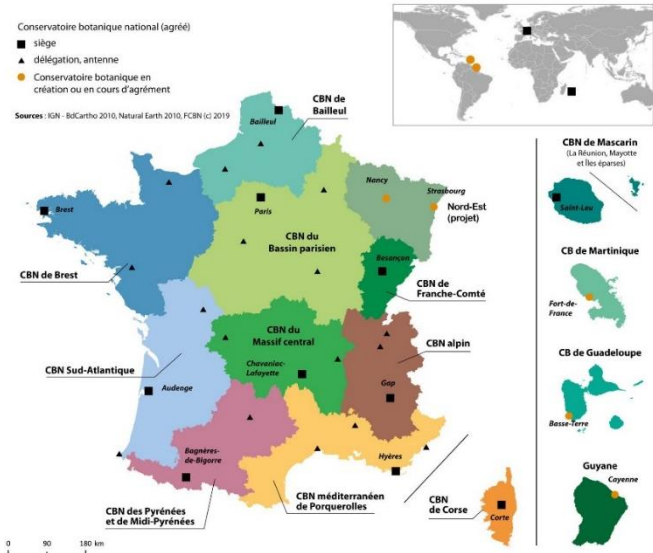 Conservatoire botanique national (agréé)
siège
délégation, antenne
Conservatoire botanique en
création ou en cours d'agrément
Sources : IGN - BdCartho 2010, Natural Earth 2010, FCBN (c) 2019
CBN de
Bailleul
Bailleul
Brest
Paris
Nancy
Strasbourg
Nord-Est
(projet)
CBN du
Bassin parisien
Besançon
CBN de Brest
CBN de
Franche-Comté
CBN du
Massif central
CBN alpin
CBN Sud-Atlantique
Chavaniac-
Lafayette
Audenge
Gap
Bagnères-
de-Bigorre
Hyères
CBN des Pyrénées
et de Midi-Pyrénées
CBN méditerranéen
de Porquerolles
CBN
de Corse
Corte
0 90 180 km
CBN de Mascarin
(La Réunion, Mayotte
et Îles éparses)
Saint-Leu
CB de Martinique
Fort-de-
France
CB de Guadeloupe
Basse-Terre
Guyane
Cayenne